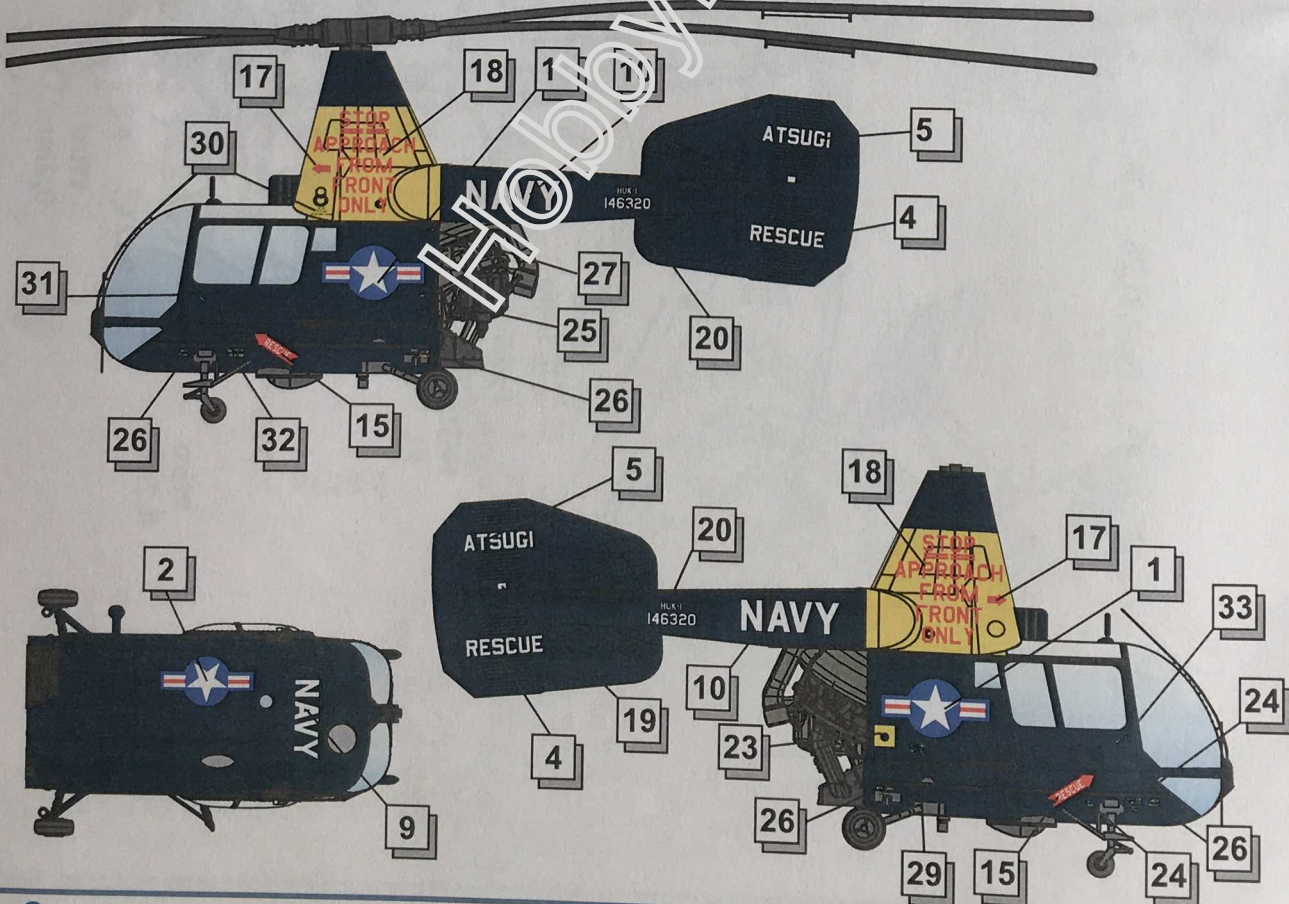 17
18
1
30
STOP
APPROACH
FROM
FRONT
ONLY
NAVY
HUK-1
146320
ATSUGI
RESCUE
5
4
31
27
25
20
RESCUE
26
32
15
26
Hobby
5
18
20
17
1
33
ATSUGI
RESCUE
HUK-1
146320
NAVY
STOP
APPROACH
FROM
FRONT
ONLY
2
NAVY
9
10
19
4
23
24
RESCUE
26
29
15
24
26